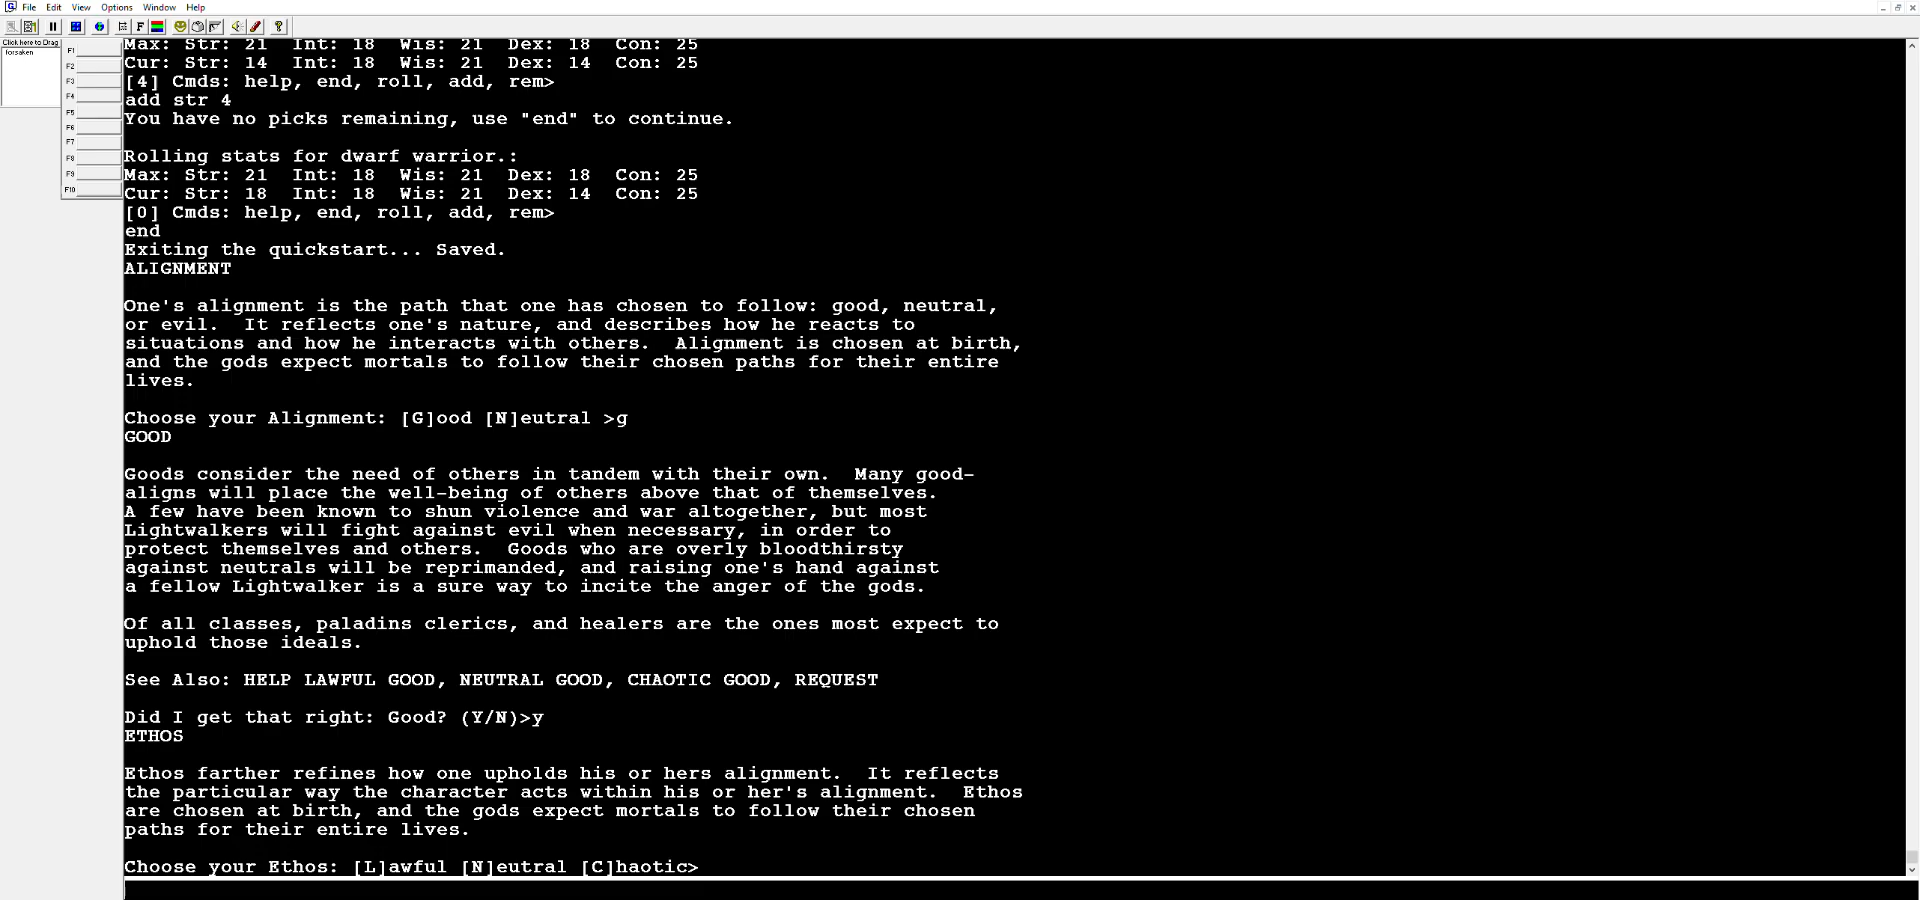 File Edit View Options Window Help
Click here to Drag
forsaken
F1
F2
F3
F4
F5
F6
F7
F8
F9
F10
Max: Str: 21 Int: 18 Wis: 21 Dex: 18 Con: 25
Cur: Str: 14 Int: 18 Wis: 21 Dex: 14 Con: 25
[4] Cmds: help, end, roll, add, rem>
add str 4
You have no picks remaining, use "end" to continue.
Rolling stats for dwarf warrior.:
Max: Str: 21 Int: 18 Wis: 21 Dex: 18 Con: 25
Cur: Str: 18 Int: 18 Wis: 21 Dex: 14 Con: 25
[0] Cmds: help, end, roll, add, rem>
end
Exiting the quickstart... Saved.
ALIGNMENT
One's alignment is the path that one has chosen to follow: good, neutral,
or evil. It reflects one's nature, and describes how he reacts to
situations and how he interacts with others. Alignment is chosen at birth,
and the gods expect mortals to follow their chosen paths for their entire
lives.
Choose your Alignment: [G]ood [N]eutral >g
GOOD
Goods consider the need of others in tandem with their own. Many good-
aligns will place the well-being of others above that of themselves.
A few have been known to shun violence and war altogether, but most
Lightwalkers will fight against evil when necessary, in order to
protect themselves and others. Goods who are overly bloodthirsty
against neutrals will be reprimanded, and raising one's hand against
a fellow Lightwalker is a sure way to incite the anger of the gods.
Of all classes, paladins clerics, and healers are the ones most expect to
uphold those ideals.
See Also: HELP LAWFUL GOOD, NEUTRAL GOOD, CHAOTIC GOOD, REQUEST
Did I get that right: Good? (Y/N)>y
ETHOS
Ethos farther refines how one upholds his or hers alignment. It reflects
the particular way the character acts within his or her's alignment. Ethos
are chosen at birth, and the gods expect mortals to follow their chosen
paths for their entire lives.
Choose your Ethos: [L]awful [N]eutral [C]haotic>